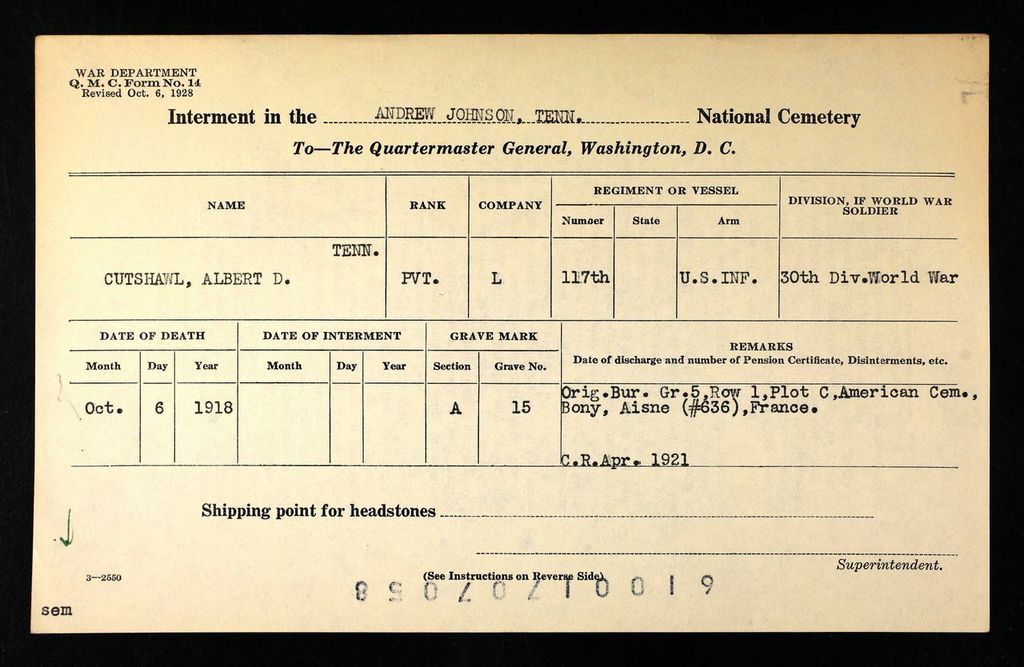 WAR DEPARTMENT
Q. M. C. Form No. 14
Revised Oct. 6, 1928
Interment in the ANDREW JOHNSON, TENN. National Cemetery
To—The Quartermaster General, Washington, D. C.
NAME RANK COMPANY REGIMENT OR VESSEL DIVISION, IF WORLD WAR SOLDIER
Number State Arm
TENN.
CUTSHAWL, ALBERT D. PVT. L 117th U.S.INF. 30th Div.World War
DATE OF DEATH DATE OF INTERMENT GRAVE MARK REMARKS
Month Day Year Month Day Year Section Grave No. Date of discharge and number of Pension Certificate, Disinterments, etc.
Oct. 6 1918 A 15 Orig.Bur. Gr.5,Row 1,Plot C,American Cem.,
Bony, Aisne (#636),France.
C.R.Apr. 1921
Shipping point for headstones
Superintendent.
3—2550
(See Instructions on Reverse Side)
sem